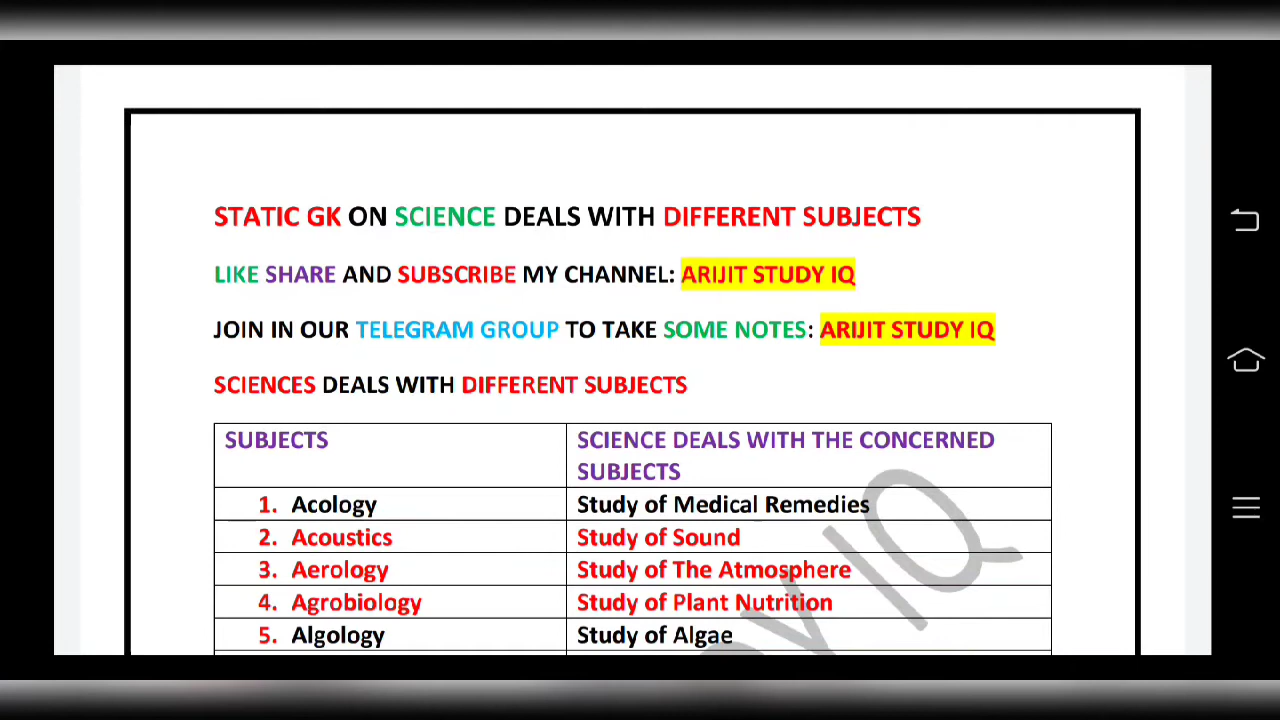 STATIC GK ON SCIENCE DEALS WITH DIFFERENT SUBJECTS
LIKE SHARE AND SUBSCRIBE MY CHANNEL: ARIJIT STUDY IQ
JOIN IN OUR TELEGRAM GROUP TO TAKE SOME NOTES: ARIJIT STUDY IQ
SCIENCES DEALS WITH DIFFERENT SUBJECTS
SUBJECTS SCIENCE DEALS WITH THE CONCERNED
SUBJECTS
1. Acology Study of Medical Remedies
2. Acoustics Study of Sound
3. Aerology Study of The Atmosphere
4. Agrobiology Study of Plant Nutrition
5. Algology Study of Algae
IQ